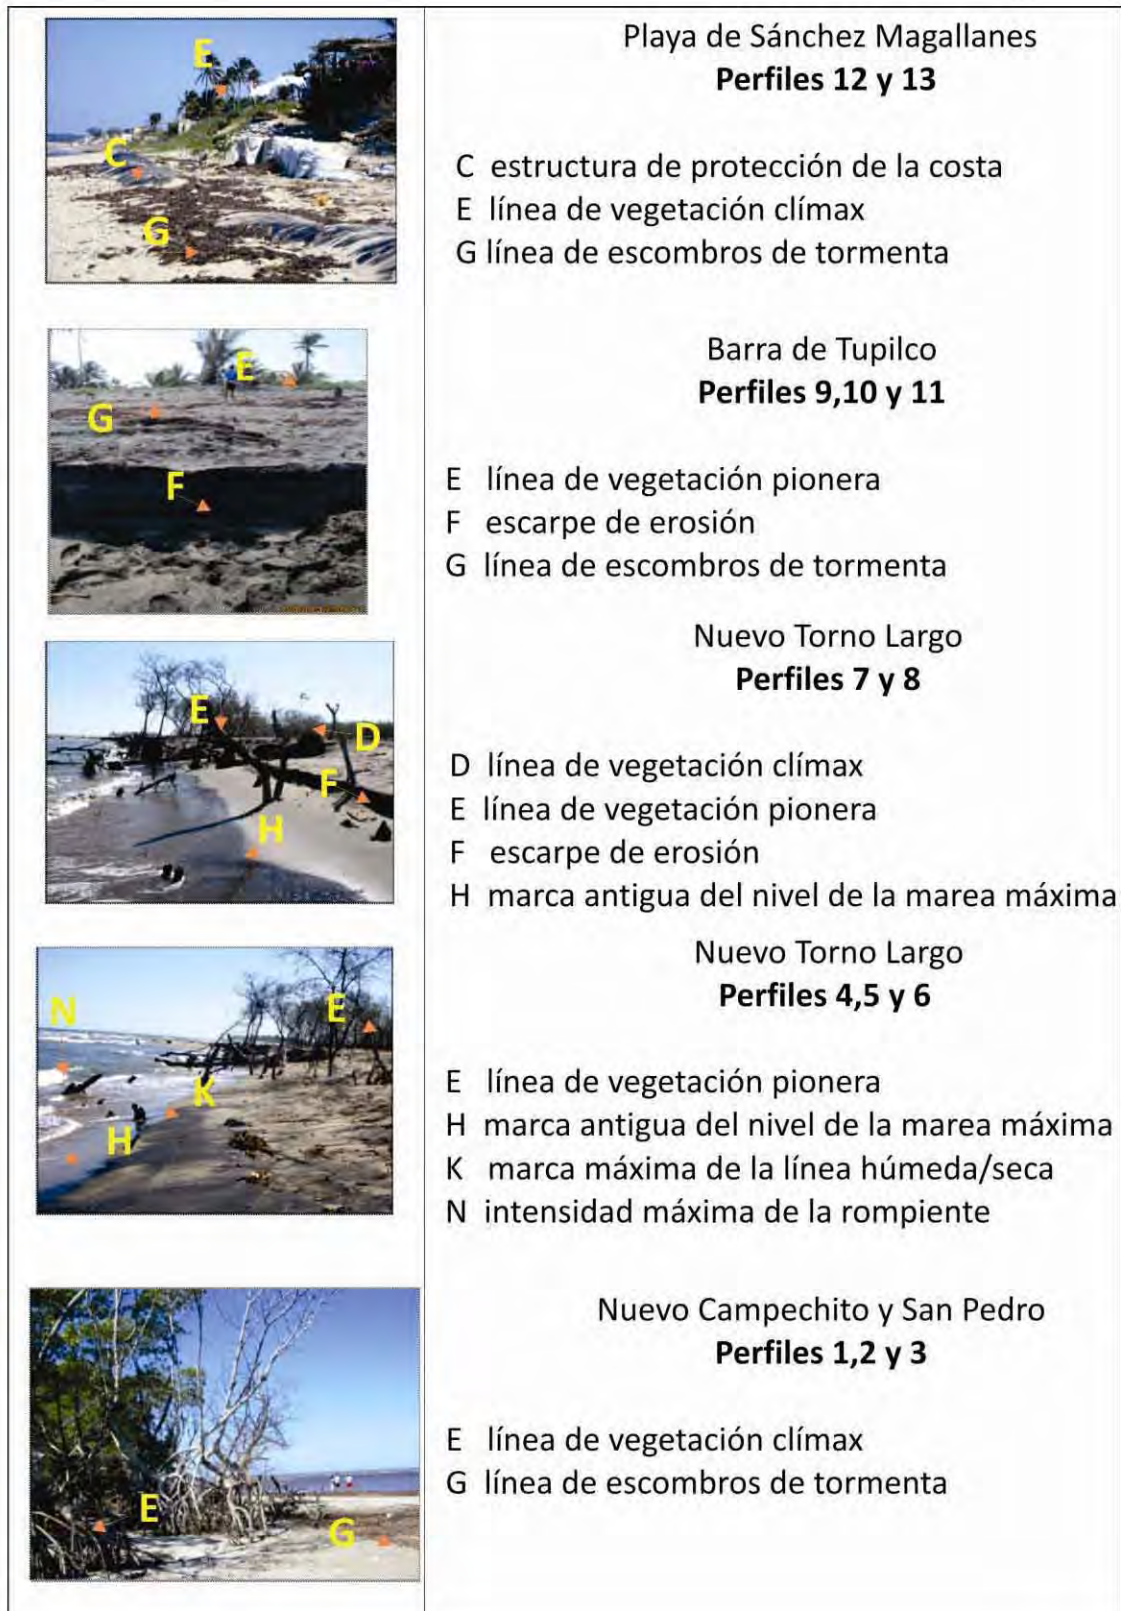 E
C
G
Playa de Sánchez Magallanes
Perfiles 12 y 13
C estructura de protección de la costa
E línea de vegetación clímax
G línea de escombros de tormenta
E
G
F
Barra de Tupilco
Perfiles 9,10 y 11
E línea de vegetación pionera
F escarpe de erosión
G línea de escombros de tormenta
E
D
F
H
Nuevo Torno Largo
Perfiles 7 y 8
D línea de vegetación clímax
E línea de vegetación pionera
F escarpe de erosión
H marca antigua del nivel de la marea máxima
N
E
K
H
Nuevo Torno Largo
Perfiles 4,5 y 6
E línea de vegetación pionera
H marca antigua del nivel de la marea máxima
K marca máxima de la línea húmeda/seca
N intensidad máxima de la rompiente
E
G
Nuevo Campechito y San Pedro
Perfiles 1,2 y 3
E línea de vegetación clímax
G línea de escombros de tormenta